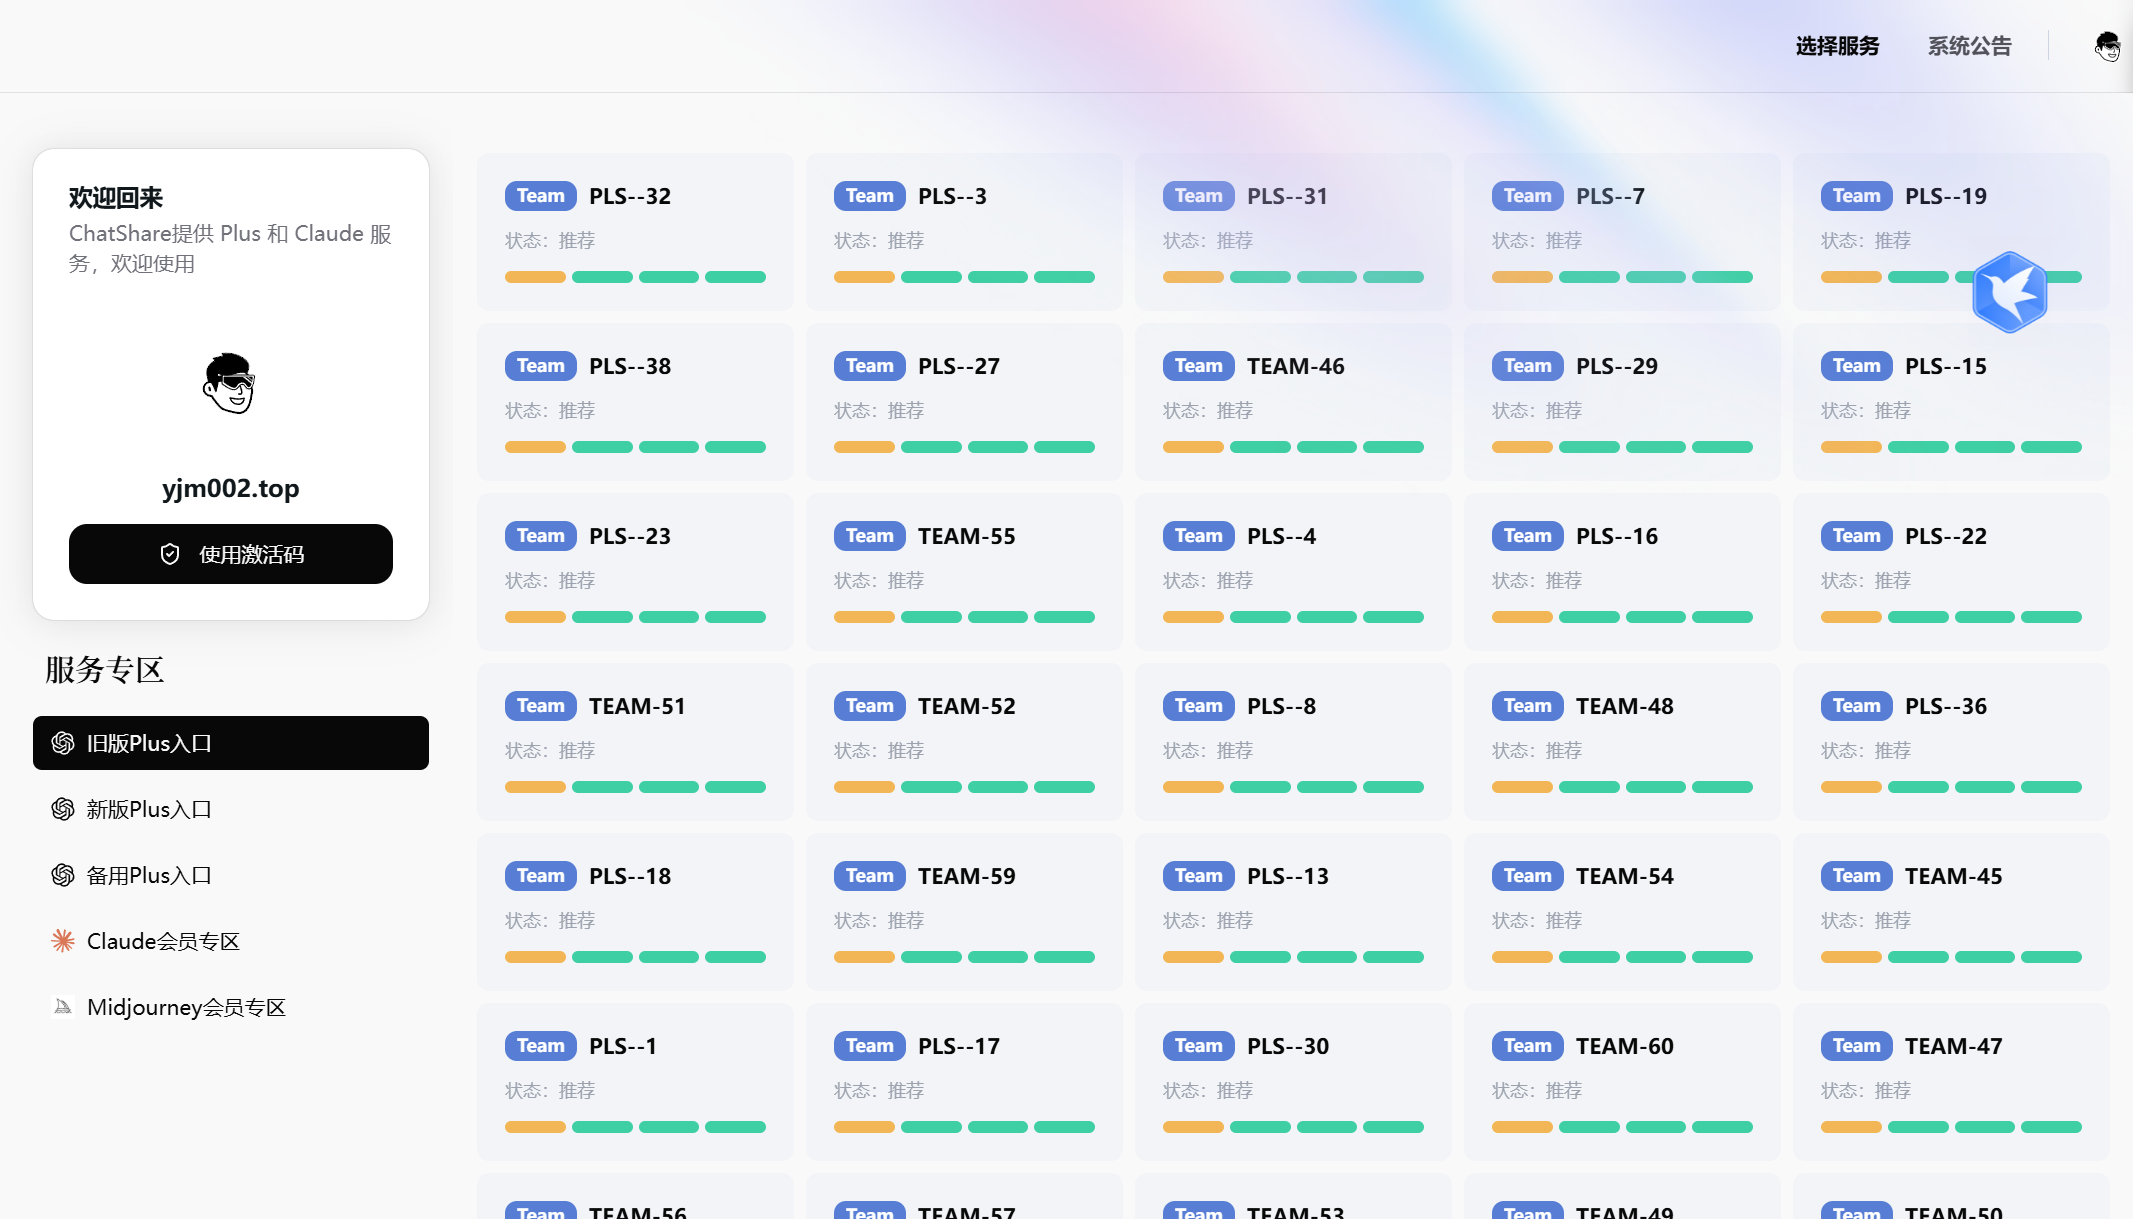 选择服务
系统公告
欢迎回来
ChatShare提供 Plus 和 Claude 服
务，欢迎使用
yjm002.top
使用激活码
服务专区
旧版Plus入口
新版Plus入口
备用Plus入口
Claude会员专区
Midjourney会员专区
Team PLS--32
状态：推荐
Team PLS--3
状态：推荐
Team PLS--31
状态：推荐
Team PLS--7
状态：推荐
Team PLS--19
状态：推荐
Team PLS--38
状态：推荐
Team PLS--27
状态：推荐
Team TEAM-46
状态：推荐
Team PLS--29
状态：推荐
Team PLS--15
状态：推荐
Team PLS--23
状态：推荐
Team TEAM-55
状态：推荐
Team PLS--4
状态：推荐
Team PLS--16
状态：推荐
Team PLS--22
状态：推荐
Team TEAM-51
状态：推荐
Team TEAM-52
状态：推荐
Team PLS--8
状态：推荐
Team TEAM-48
状态：推荐
Team PLS--36
状态：推荐
Team PLS--18
状态：推荐
Team TEAM-59
状态：推荐
Team PLS--13
状态：推荐
Team TEAM-54
状态：推荐
Team TEAM-45
状态：推荐
Team PLS--1
状态：推荐
Team PLS--17
状态：推荐
Team PLS--30
状态：推荐
Team TEAM-60
状态：推荐
Team TEAM-47
状态：推荐
Team TEAM-56
Team TEAM-57
Team TEAM-53
Team TEAM-49
Team TEAM-50